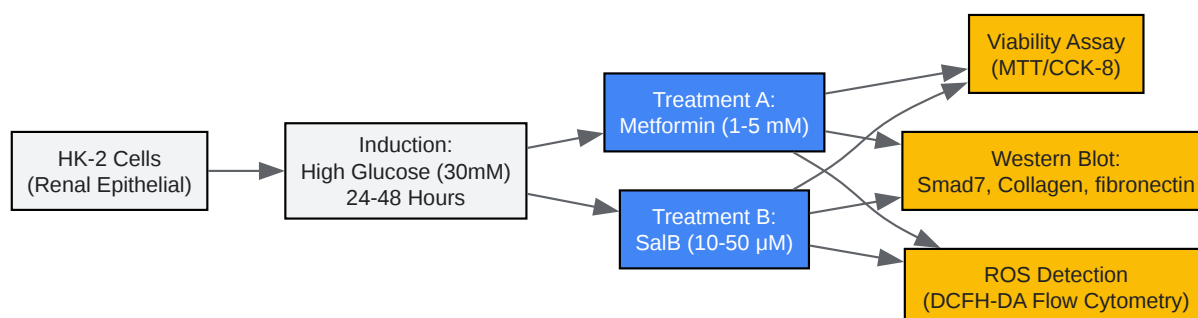 HK-2 Cells
(Renal Epithelial)
Induction:
High Glucose (30mM)
24-48 Hours
Treatment A:
Metformin (1-5 mM)
Treatment B:
SalB (10-50 μM)
Viability Assay
(MTT/CCK-8)
Western Blot:
Smad7, Collagen, fibronectin
ROS Detection
(DCFH-DA Flow Cytometry)